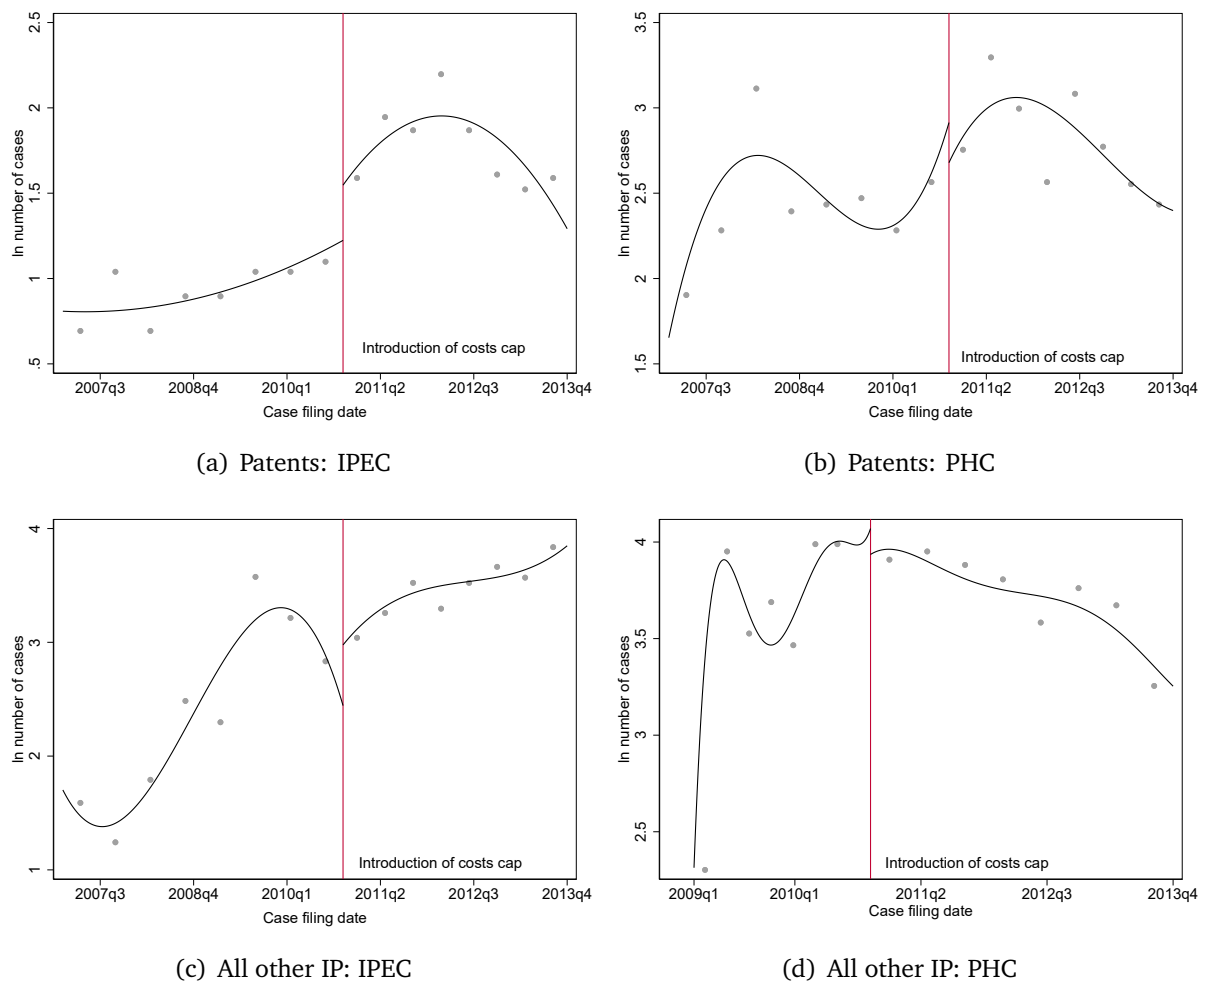 2.5
2
1.5
1
.5
ln number of cases
Introduction of costs cap
2007q3 2008q4 2010q1 2011q2 2012q3 2013q4
Case filing date
(a) Patents: IPEC
3.5
3
2.5
2
1.5
ln number of cases
Introduction of costs cap
2007q3 2008q4 2010q1 2011q2 2012q3 2013q4
Case filing date
(b) Patents: PHC
4
3
2
1
ln number of cases
Introduction of costs cap
2007q3 2008q4 2010q1 2011q2 2012q3 2013q4
Case filing date
(c) All other IP: IPEC
4
3.5
3
2.5
ln number of cases
Introduction of costs cap
2009q1 2010q1 2011q2 2012q3 2013q4
Case filing date
(d) All other IP: PHC